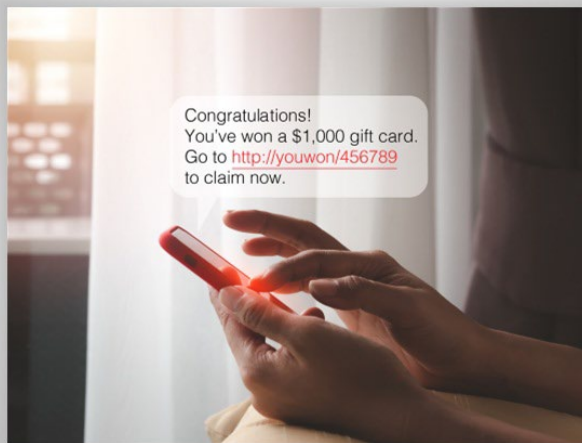 Congratulations!
You've won a $1,000 gift card.
Go to http://youwon/456789
to claim now.